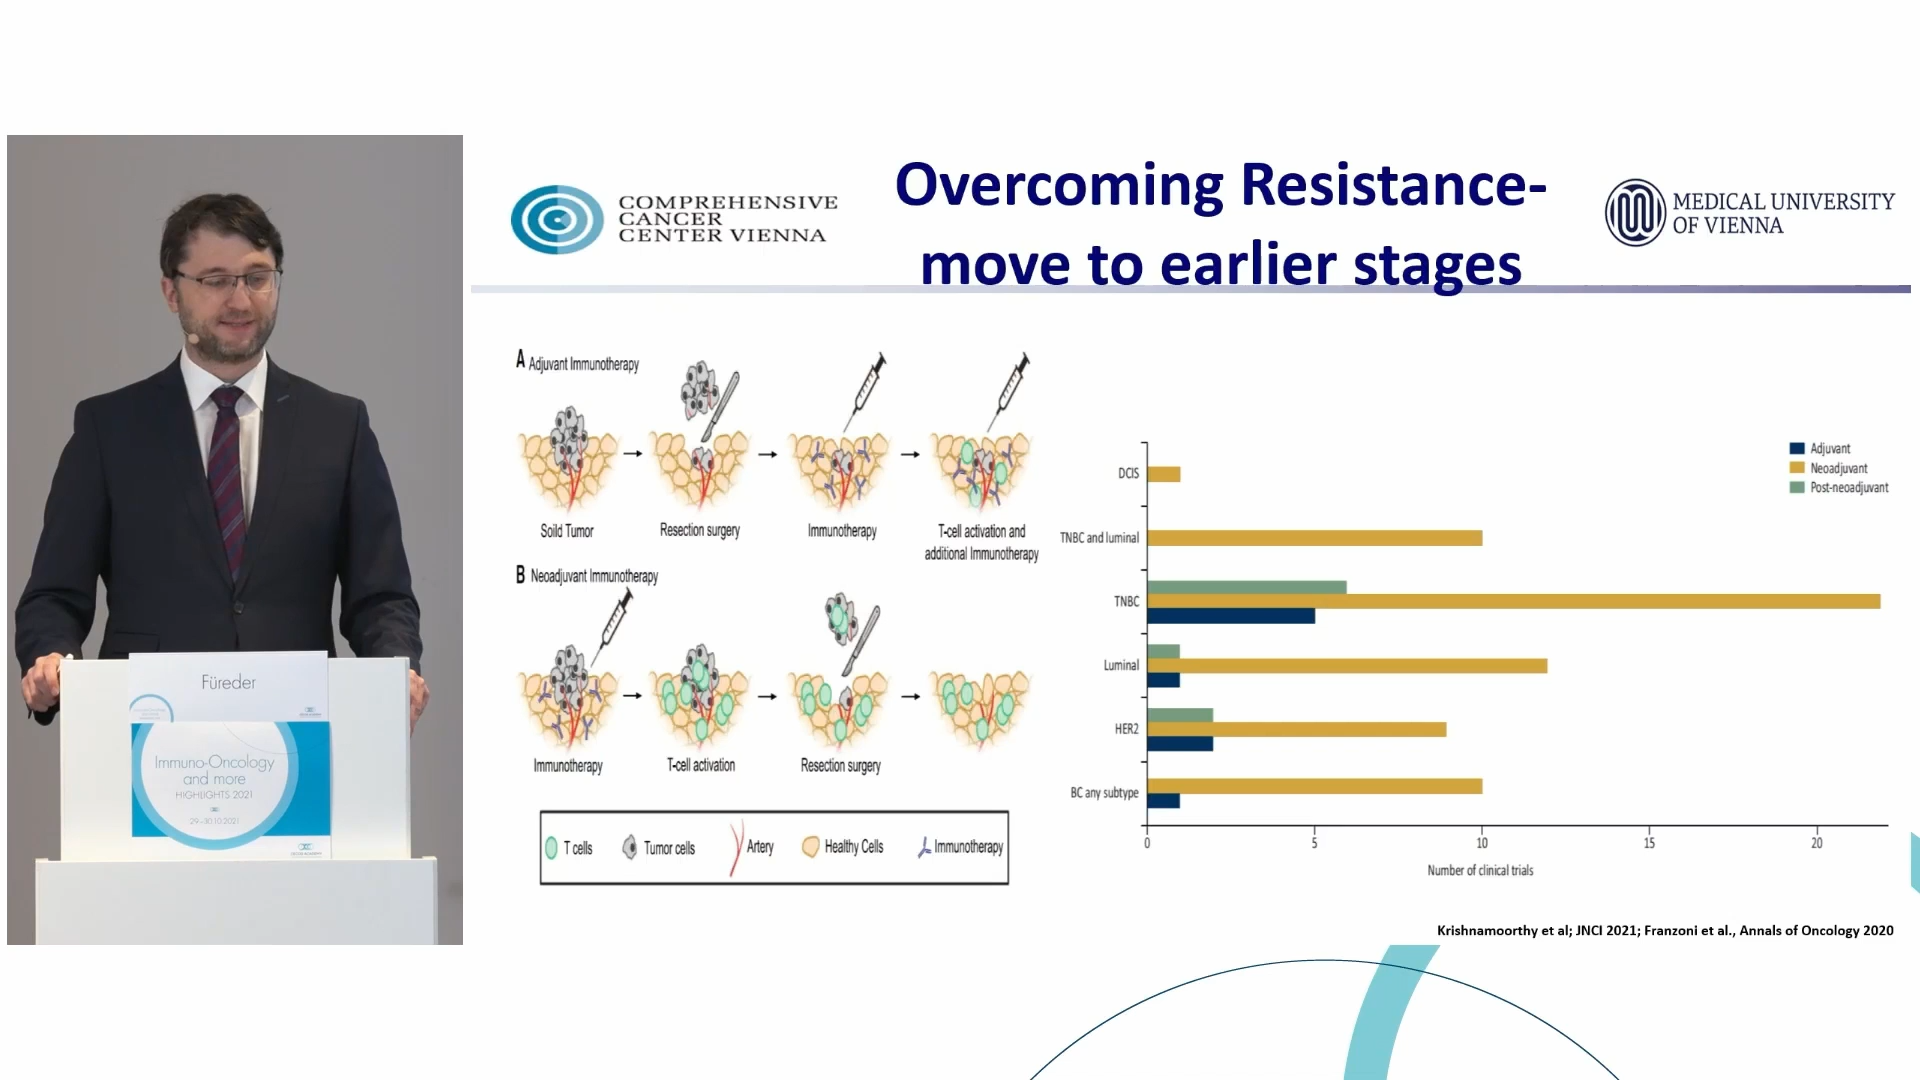 Füreder
Immuno-Oncology
and more
HIGHLIGHTS 2021
29.-30.10.2021
COMPREHENSIVE
CANCER
CENTER VIENNA
Overcoming Resistance-
move to earlier stages
MEDICAL UNIVERSITY
OF VIENNA
A Adjuvant Immunotherapy
Soild Tumor
Resection surgery
Immunotherapy
T-cell activation and
additional Immunotherapy
B Neoadjuvant Immunotherapy
Immunotherapy
T-cell activation
Resection surgery
T cells
Tumor cells
Artery
Healthy Cells
Immunotherapy
Adjuvant
Neoadjuvant
Post-neoadjuvant
DCIS
TNBC and luminal
TNBC
Luminal
HER2
BC any subtype
0 5 10 15 20
Number of clinical trials
Krishnamoorthy et al; JNCI 2021; Franzoni et al., Annals of Oncology 2020